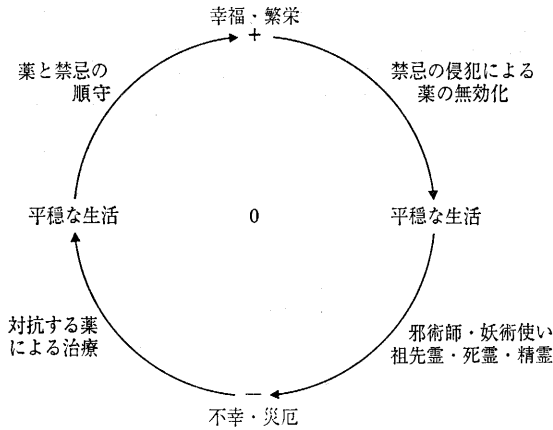 幸福・繁栄
+
薬と禁忌の
順守
禁忌の侵犯による
薬の無効化
平穏な生活
0
平穏な生活
対抗する薬
による治療
邪術師・妖術使い
祖先霊・死霊・精霊
−
不幸・災厄